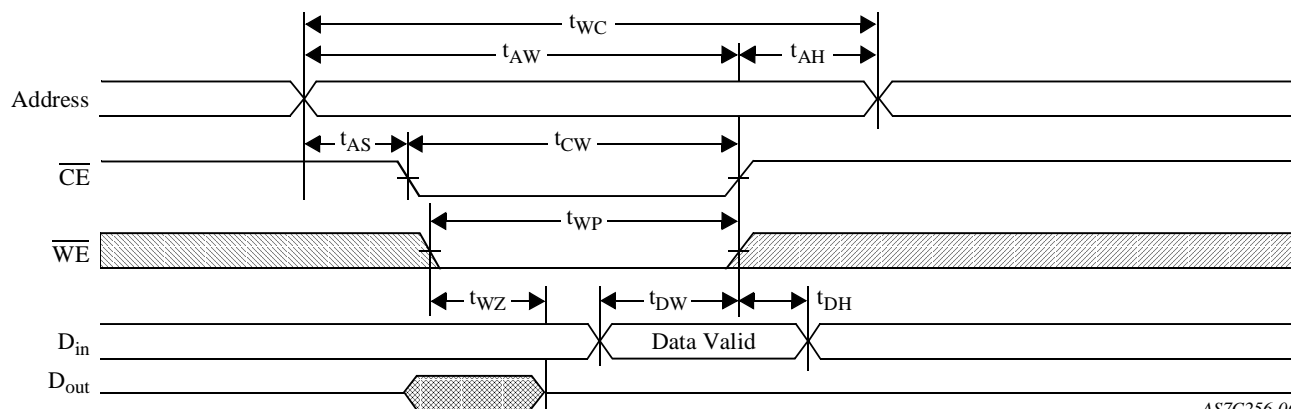 tWC
tAW
tAH
Address
tAS
tCW
CE
tWP
WE
tWZ
tDW
tDH
Din
Data Valid
Dout